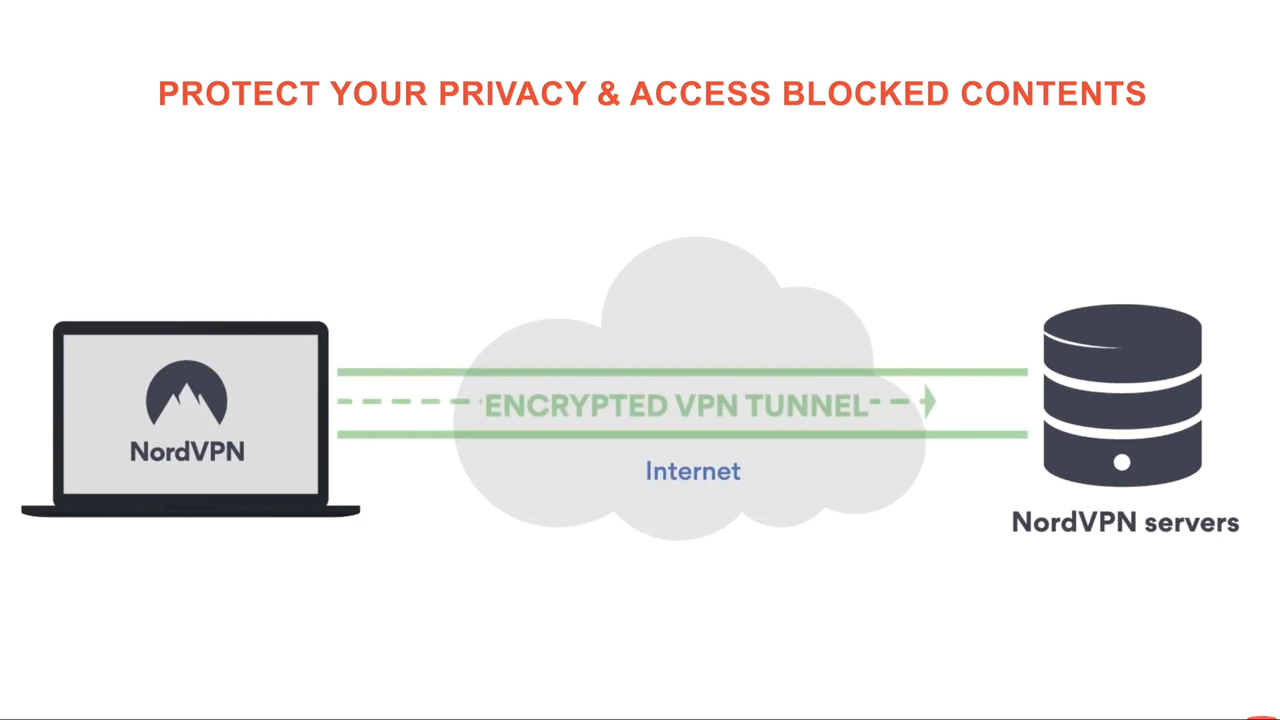 PROTECT YOUR PRIVACY & ACCESS BLOCKED CONTENTS
NordVPN
ENCRYPTED VPN TUNNEL
Internet
NordVPN servers